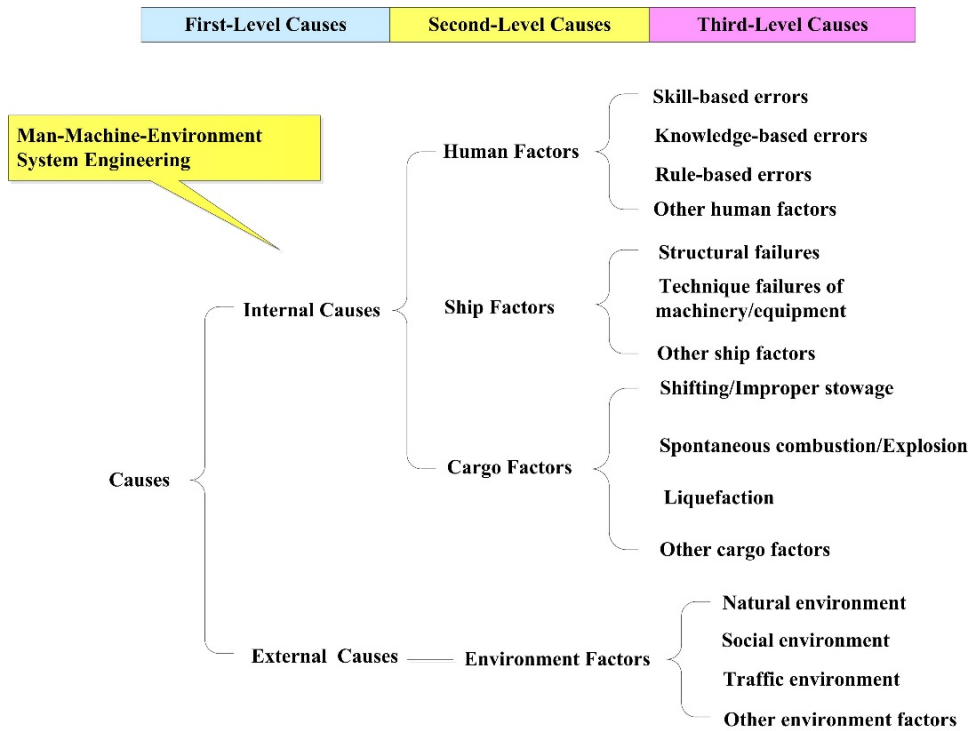 First-Level Causes
Second-Level Causes
Third-Level Causes
Man-Machine-Environment
System Engineering
Causes
Internal Causes
Human Factors
Skill-based errors
Knowledge-based errors
Rule-based errors
Other human factors
Ship Factors
Structural failures
Technique failures of
machinery/equipment
Other ship factors
Cargo Factors
Shifting/Improper stowage
Spontaneous combustion/Explosion
Liquefaction
Other cargo factors
External Causes
Environment Factors
Natural environment
Social environment
Traffic environment
Other environment factors